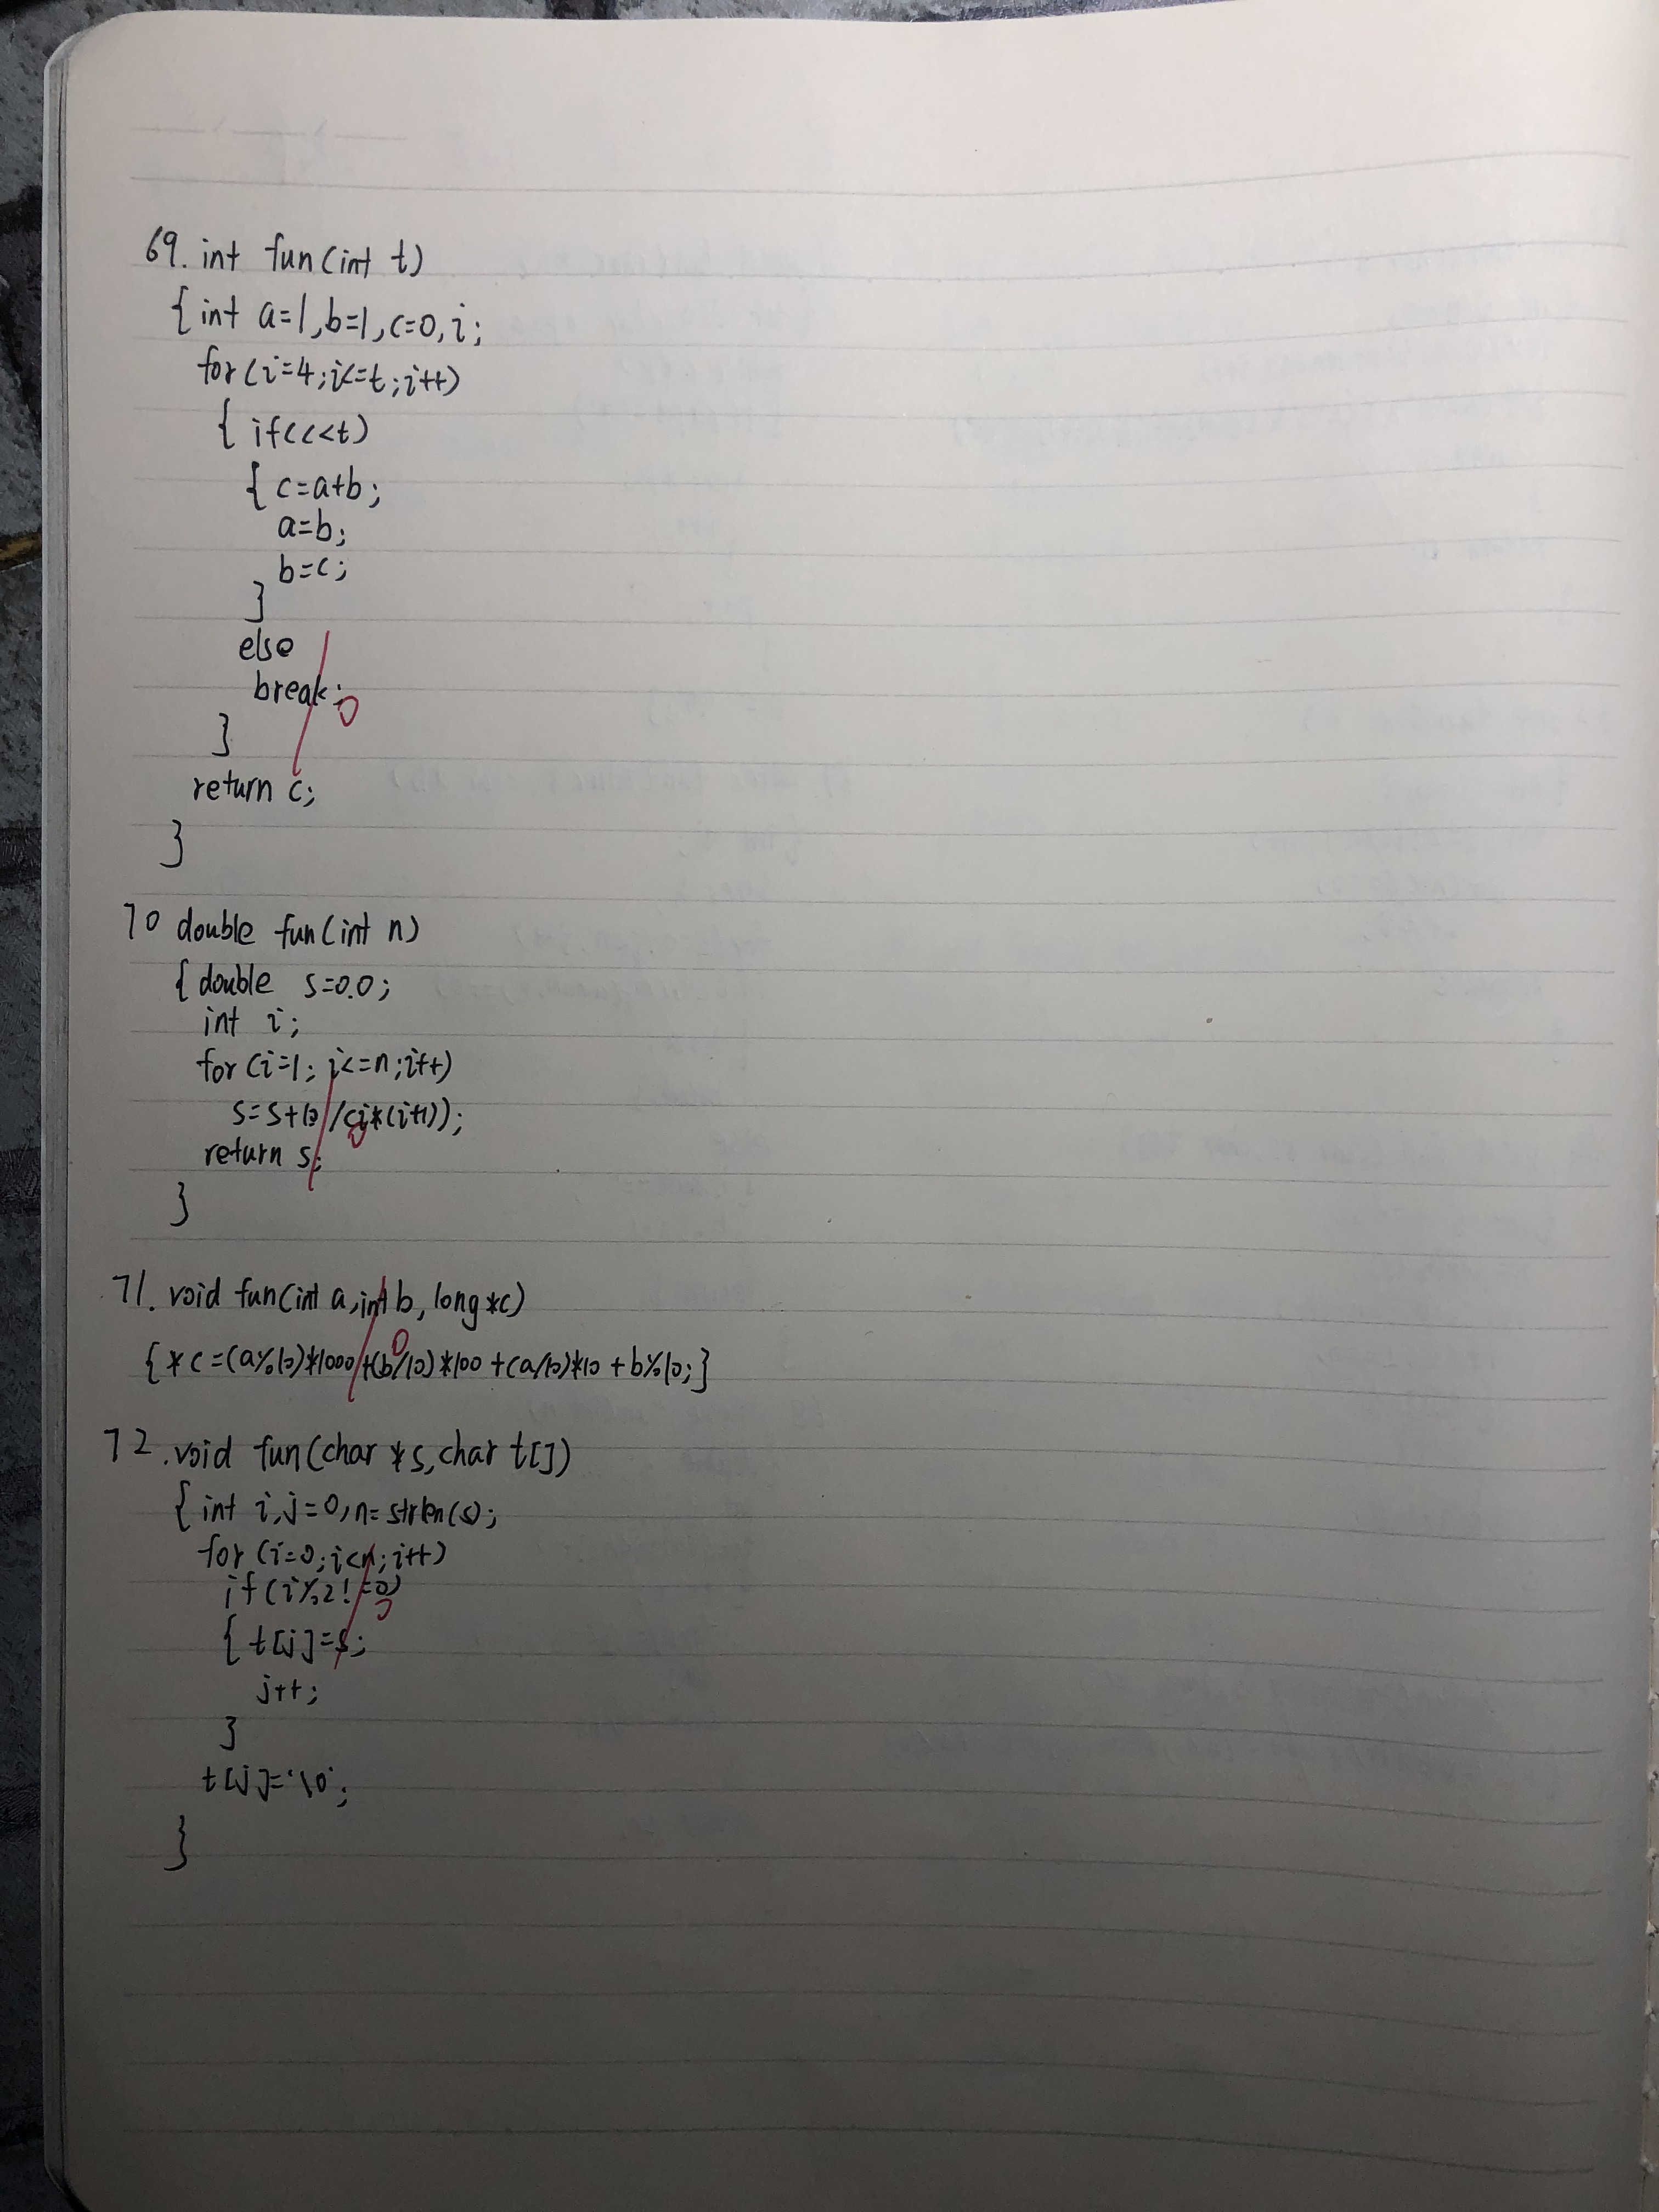 69. int fun(int t)
{int a=1,b=1,c=0,i;
for(i=4;i<=t;i++)
{ if(c<t)
{ c=a+b;
a=b;
b=c;
}
else
break;
}
return c;
}
70 double fun(int n)
{double s=0.0;
int i;
for(i=1;i<=n;i++)
s=s+1.0/(i*(i+1));
return s;
}
71. void fun(int a,int b,long*c)
{*c=(a%10)*1000+(b/10)*100+(a/10)*10+b%10;}
72.void fun(char *s,char t[])
{int i,j=0,n=strlen(s);
for(i=0;i<n;i++)
if(i%2!=0)
{ t[j]=s;
j++;
}
t[j]='\0';
}